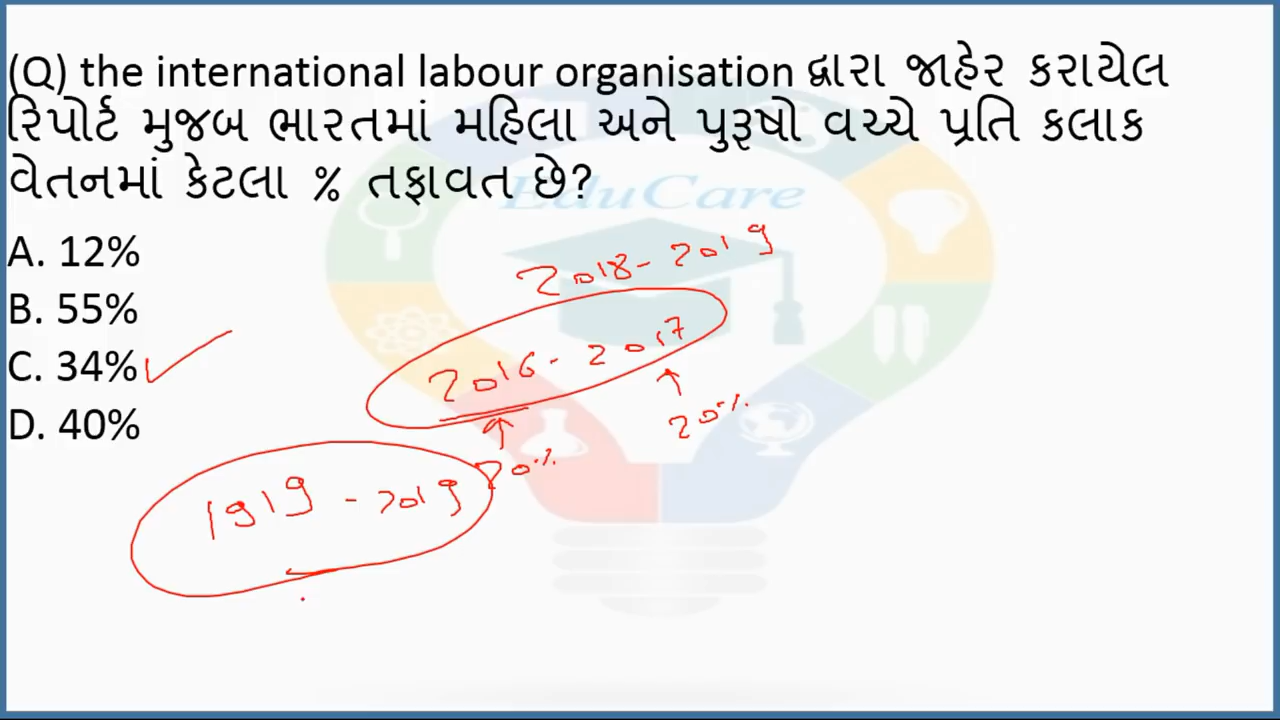 (Q) the international labour organisation દ્વારા જાહેર કરાયેલ
રિપોર્ટ મુજબ ભારતમાં મહિલા અને પુરૂષો વચ્ચે પ્રતિ કલાક
વેતનમાં કેટલા % તફાવત છે?
EduCare
A. 12%
2018-2019
B. 55%
2016-2017
C. 34%
20%
D. 40%
20%
1919-2019